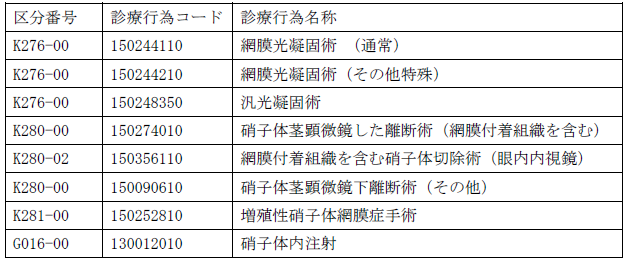 区分番号 診療行為コード 診療行為名称
K276-00 150244110 網膜光凝固術 （通常）
K276-00 150244210 網膜光凝固術（その他特殊）
K276-00 150248350 汎光凝固術
K280-00 150274010 硝子体茎顕微鏡した離断術（網膜付着組織を含む）
K280-02 150356110 網膜付着組織を含む硝子体切除術（眼内内視鏡）
K280-00 150090610 硝子体茎顕微鏡下離断術（その他）
K281-00 150252810 増殖性硝子体網膜症手術
G016-00 130012010 硝子体内注射